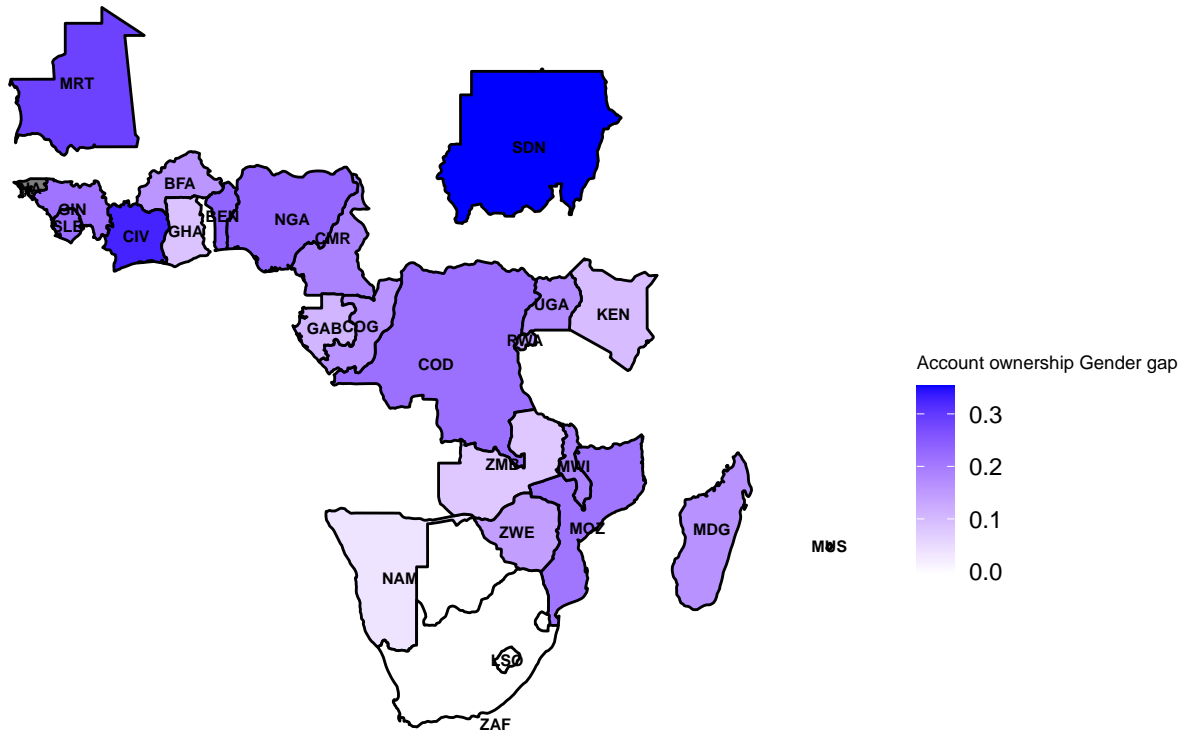 MRT
SDN
BFA
GIN
BEN
SLE
CIV
GHA
NGA
CMR
UGA
KEN
GAB
COG
RWA
COD
Account ownership Gender gap
0.3
0.2
0.1
0.0
ZMB
MWI
MOZ
ZWE
MDG
MUS
NAM
LSO
ZAF